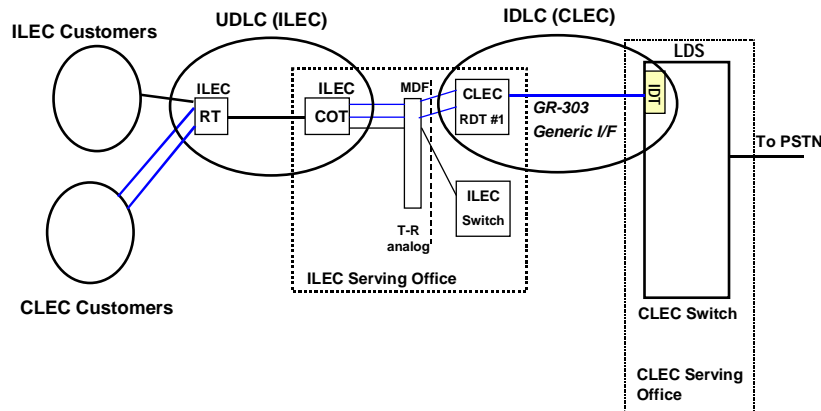 UDLC (ILEC)
IDLC (CLEC)
ILEC Customers
LDS
ILEC
RT
ILEC
COT
MDF
CLEC
RDT #1
GR-303
Generic I/F
IDT
To PSTN
ILEC
Switch
T-R
analog
ILEC Serving Office
CLEC Customers
CLEC Switch
CLEC Serving
Office